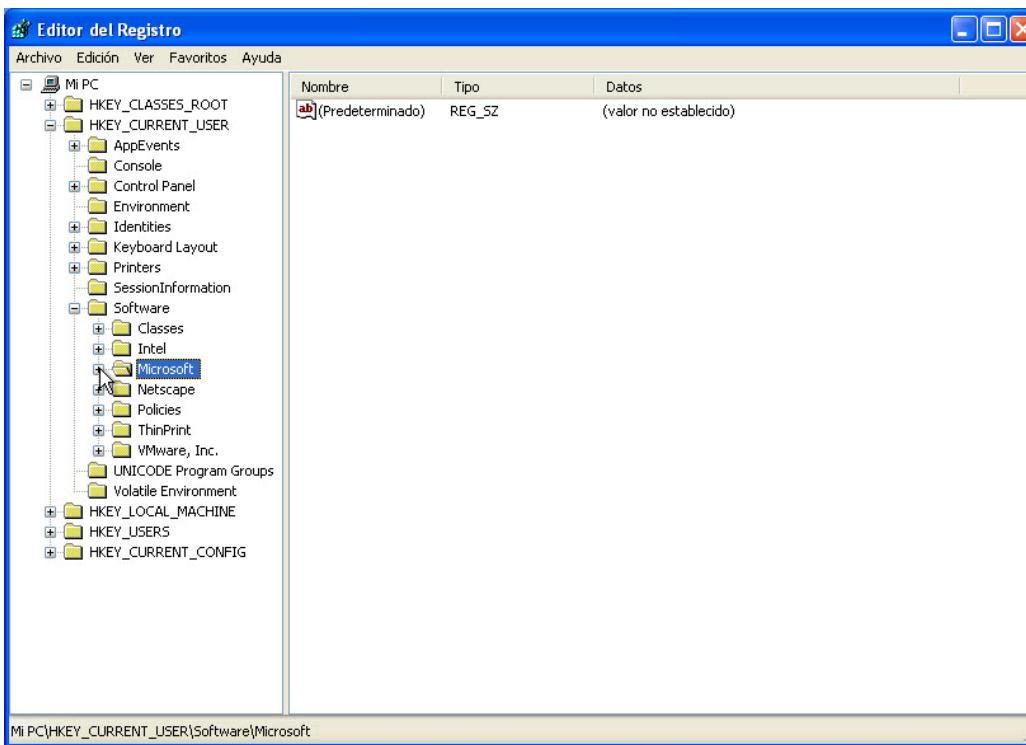 Editor del Registro
Archivo Edición Ver Favoritos Ayuda
Mi PC
HKEY_CLASSES_ROOT
HKEY_CURRENT_USER
AppEvents
Console
Control Panel
Environment
Identities
Keyboard Layout
Printers
SessionInformation
Software
Classes
Intel
Microsoft
Netscape
Policies
ThinPrint
VMware, Inc.
UNICODE Program Groups
Volatile Environment
HKEY_LOCAL_MACHINE
HKEY_USERS
HKEY_CURRENT_CONFIG
Nombre Tipo Datos
ab (Predeterminado) REG_SZ (valor no establecido)
Mi PC\HKEY_CURRENT_USER\Software\Microsoft